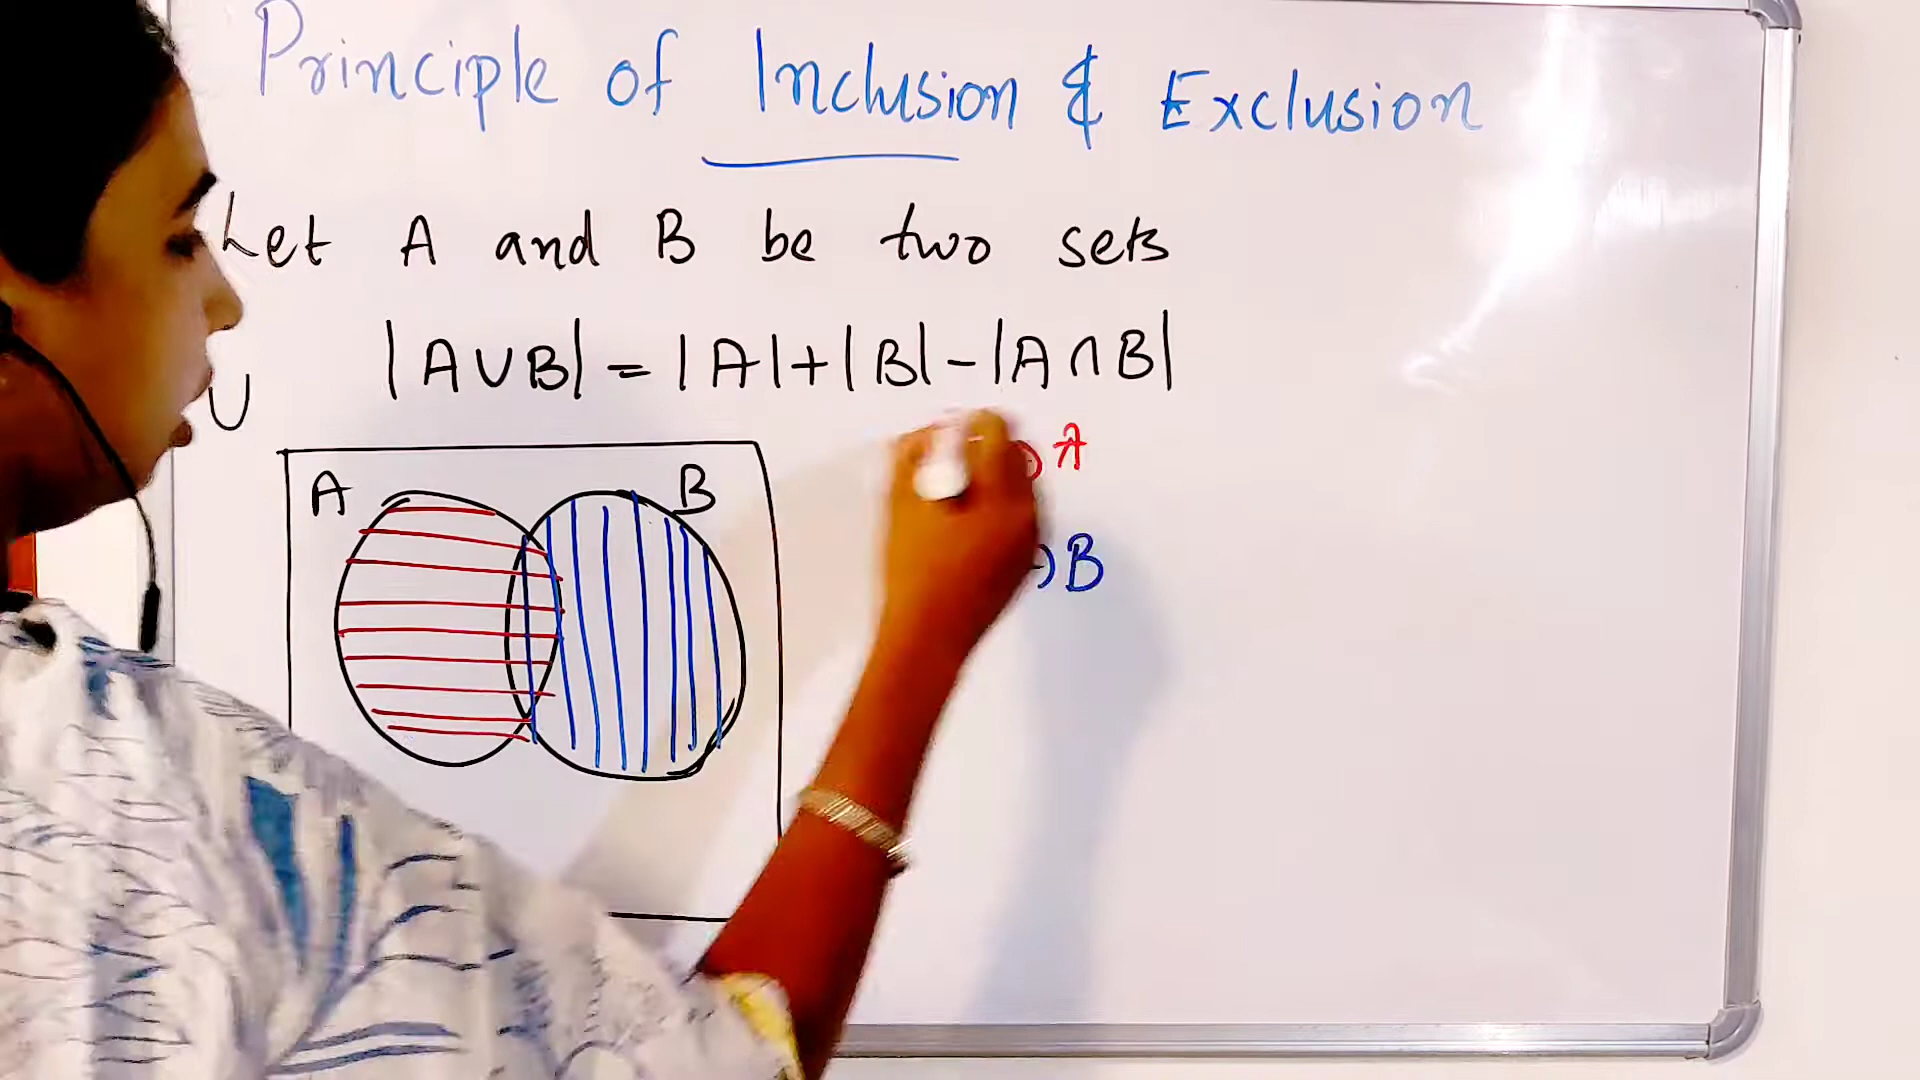 Principle of Inclusion & Exclusion
Let A and B be two sets
|A∪B| = |A|+|B|-|A∩B|
U
A B
A
B